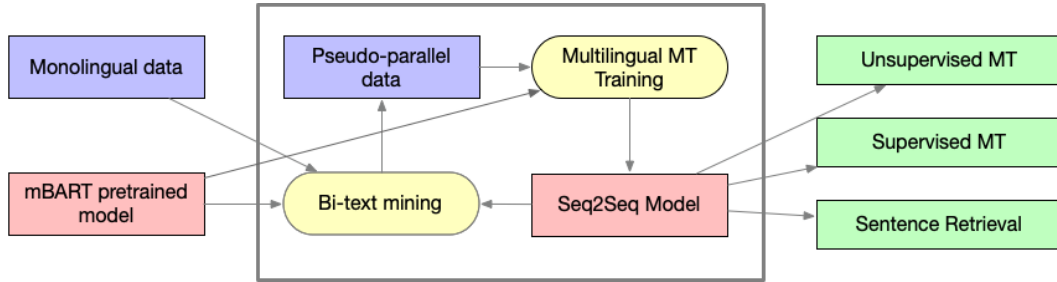 Monolingual data
Pseudo-parallel
data
Multilingual MT
Training
Unsupervised MT
Supervised MT
mBART pretrained
model
Bi-text mining
Seq2Seq Model
Sentence Retrieval